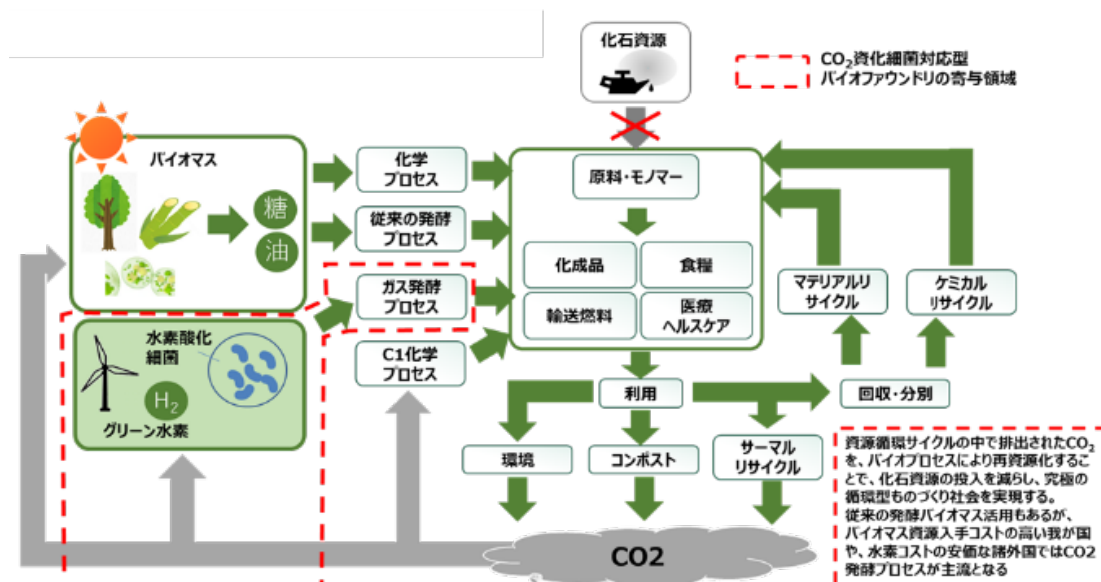 化石資源
CO₂資化細菌対応型
バイオファウンドリの寄与領域
バイオマス
糖
油
化学
プロセス
従来の発酵
プロセス
ガス発酵
プロセス
C1化学
プロセス
原料・モノマー
化成品
食糧
輸送燃料
医療
ヘルスケア
マテリアルリ
サイクル
ケミカル
リサイクル
水素酸化
細菌
H₂
グリーン水素
利用
回収・分別
環境
コンポスト
サーマル
リサイクル
CO2
資源循環サイクルの中で排出されたCO₂
を、バイオプロセスにより再資源化するこ
とで、化石資源の投入を減らし、究極の
循環型ものづくり社会を実現する。
従来の発酵バイオマス活用もあるが、
バイオマス資源入手コストの高い我が国
や、水素コストの安価な諸外国ではCO2
発酵プロセスが主流となる